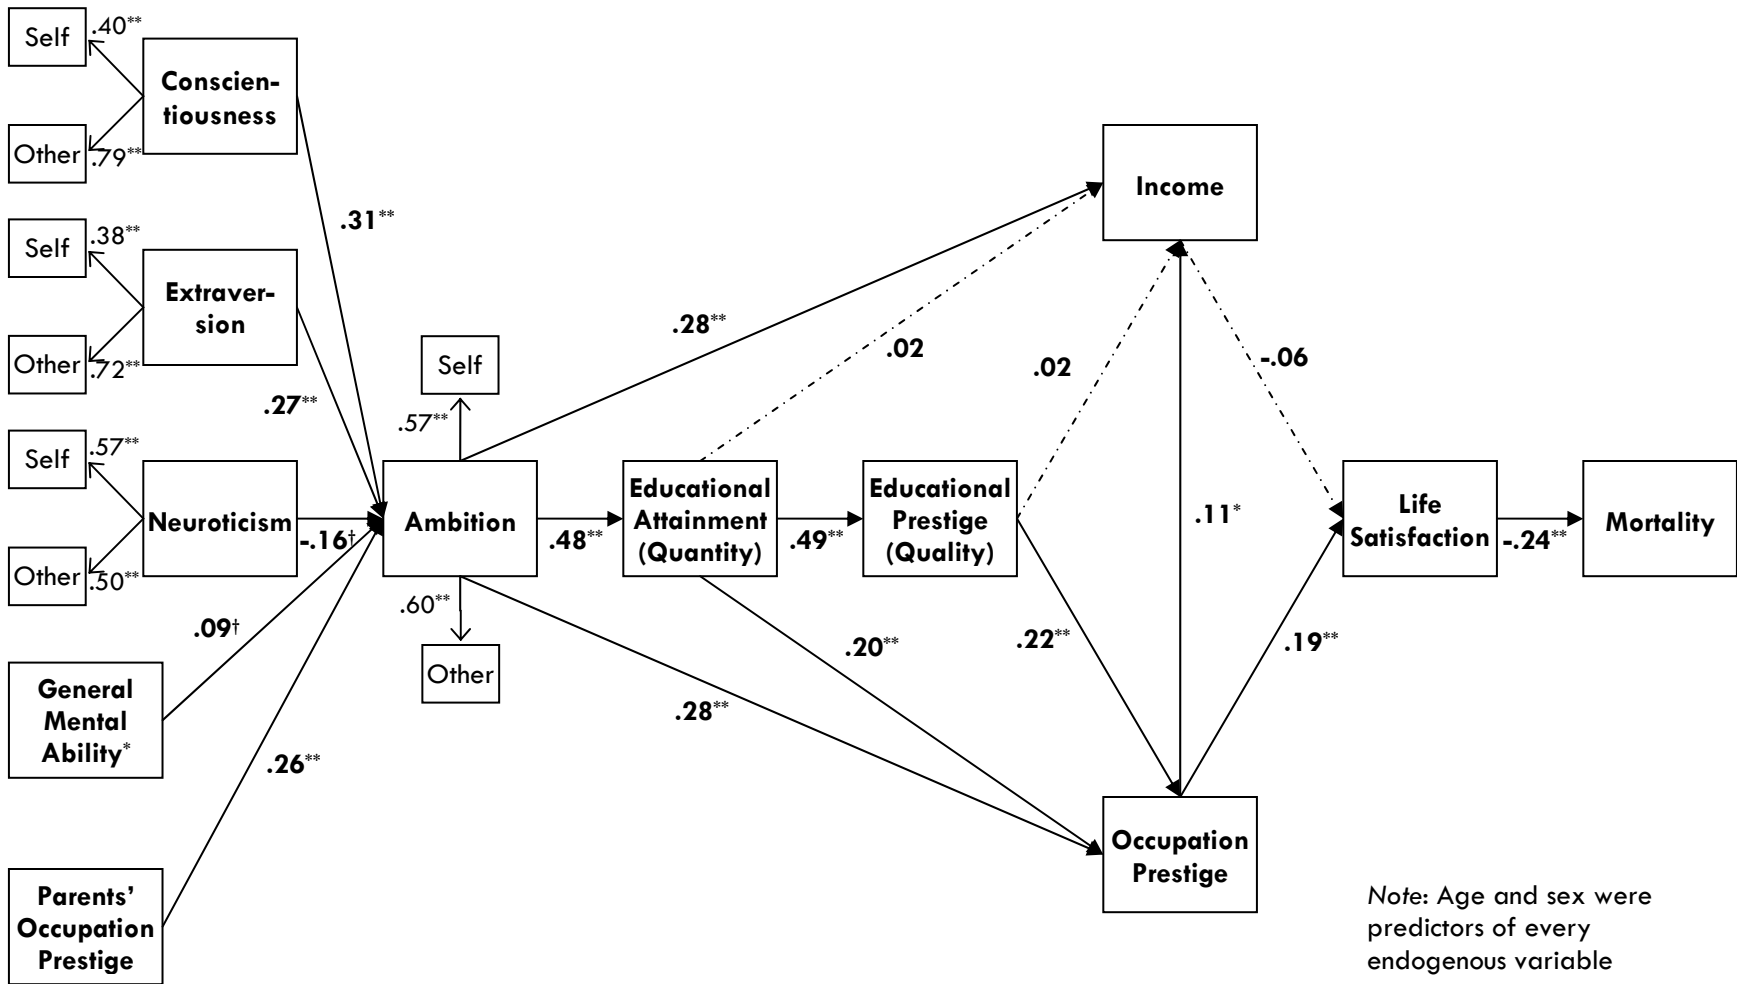 Self
.40**
Conscien-
tiousness
Other
.79**
.31**
Self
.38**
Extraver-
sion
Other
.72**
.27**
Self
.57**
Neuroticism
-.16†
Other
.50**
General
Mental
Ability*
.09†
Parents’
Occupation
Prestige
.26**
Self
.57**
Ambition
.60**
Other
.48**
Educational
Attainment
(Quantity)
.49**
Educational
Prestige
(Quality)
.28**
.02
.02
Income
-.06
.11*
.20**
.22**
.28**
.19**
Occupation
Prestige
Life
Satisfaction
-.24**
Mortality
Note: Age and sex were
predictors of every
endogenous variable